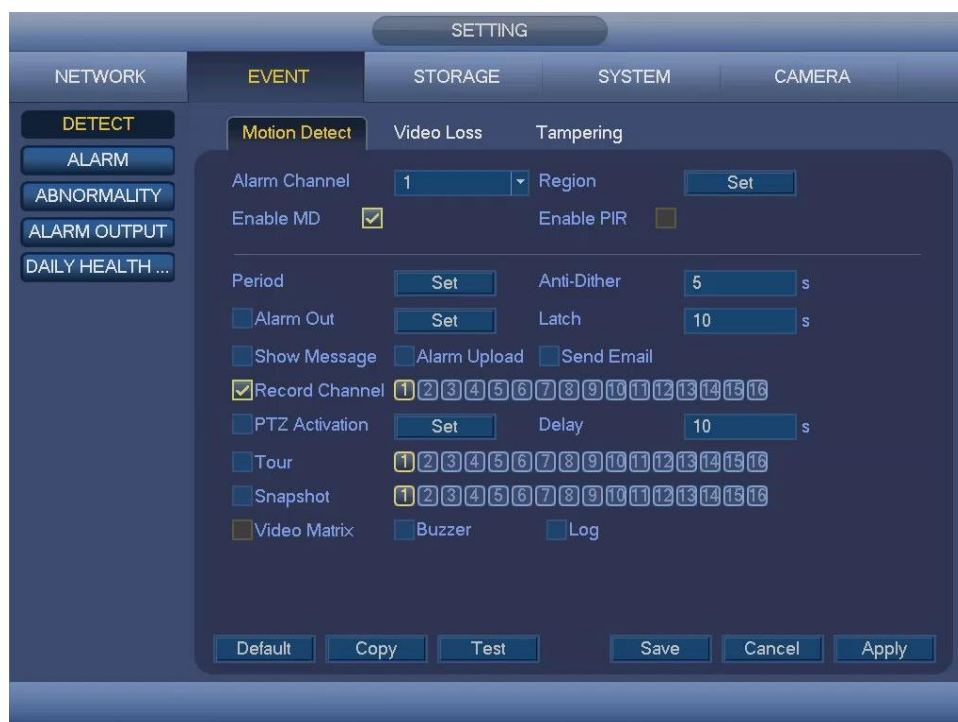 SETTING
NETWORK EVENT STORAGE SYSTEM CAMERA
DETECT
ALARM
ABNORMALITY
ALARM OUTPUT
DAILY HEALTH ...
Motion Detect Video Loss Tampering
Alarm Channel 1 Region Set
Enable MD Enable PIR
Period Set Anti-Dither 5 s
Alarm Out Set Latch 10 s
Show Message Alarm Upload Send Email
Record Channel 1 2 3 4 5 6 7 8 9 10 11 12 13 14 15 16
PTZ Activation Set Delay 10 s
Tour 1 2 3 4 5 6 7 8 9 10 11 12 13 14 15 16
Snapshot 1 2 3 4 5 6 7 8 9 10 11 12 13 14 15 16
Video Matrix Buzzer Log
Default Copy Test Save Cancel Apply